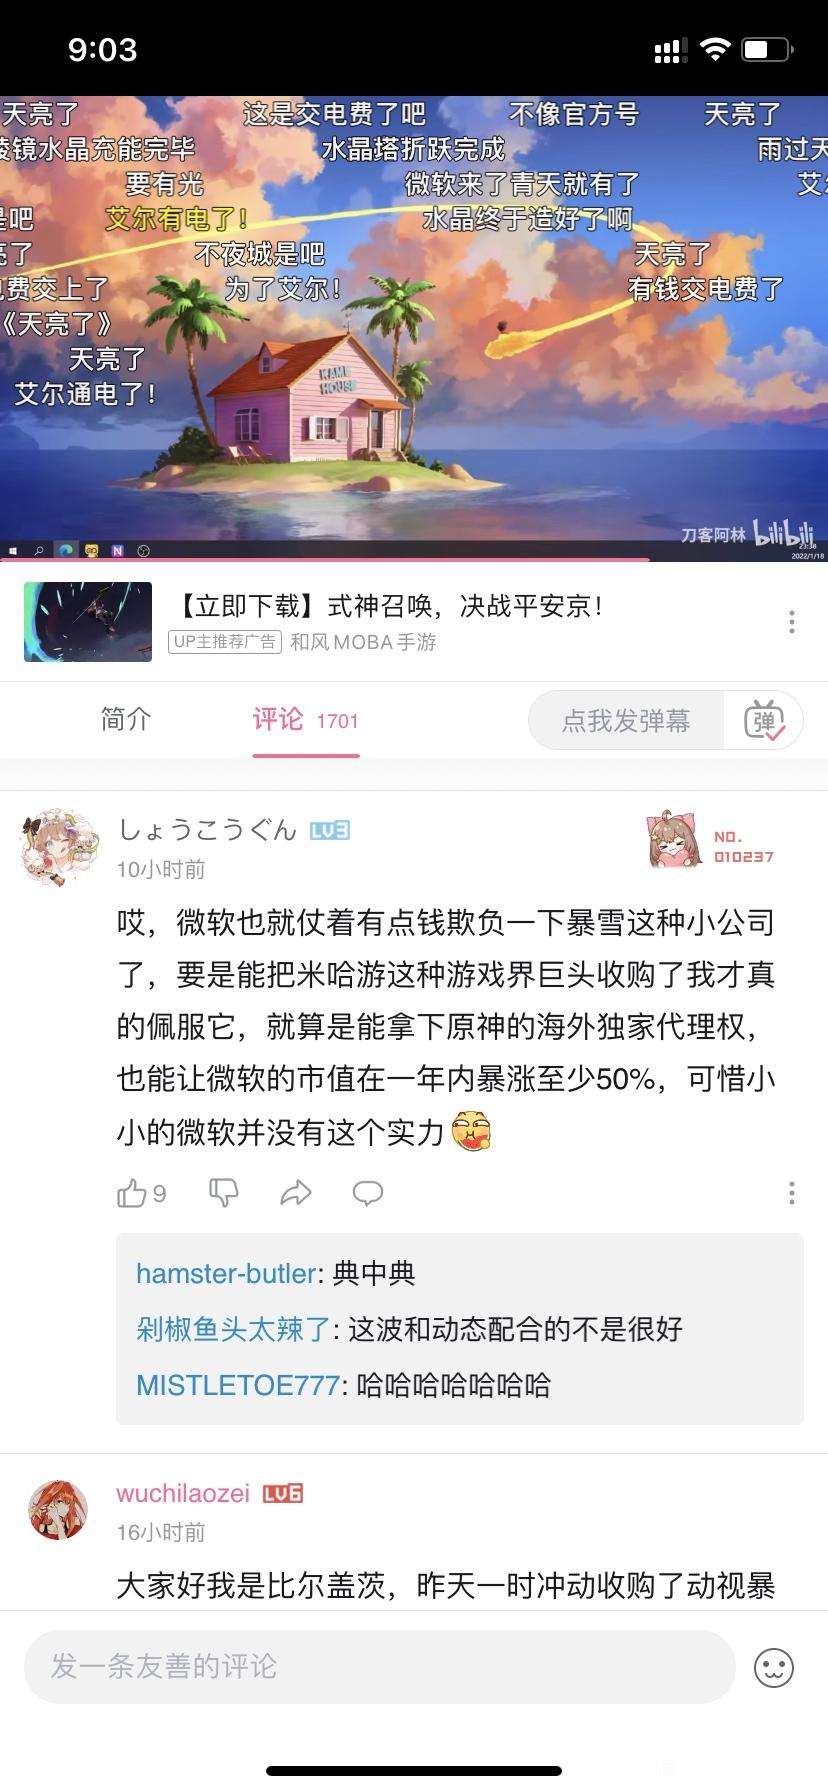 9:03
天亮了 这是交电费了吧 不像官方号 天亮了
棱镜水晶充能完毕 水晶塔折跃完成 雨过天
要有光 微软来了青天就有了 艾
是吧 艾尔有电了！ 水晶终于造好了啊
亮了 不夜城是吧 天亮了
电费交上了 为了艾尔！ 有钱交电费了
《天亮了》
天亮了
艾尔通电了！
KAME
HOUSE
刀客阿林 bilibili
23:38
2022/1/18
【立即下载】式神召唤，决战平安京！
UP主推荐广告 和风MOBA手游
简介 评论 1701 点我发弹幕 弹
しょうこうぐん LV3
NO.
010237
10小时前
哎，微软也就仗着有点钱欺负一下暴雪这种小公司
了，要是能把米哈游这种游戏界巨头收购了我才真
的佩服它，就算是能拿下原神的海外独家代理权，
也能让微软的市值在一年内暴涨至少50%，可惜小
小的微软并没有这个实力
9
hamster-butler: 典中典
剁椒鱼头太辣了: 这波和动态配合的不是很好
MISTLETOE777: 哈哈哈哈哈哈哈
wuchilaozei LV6
16小时前
大家好我是比尔盖茨，昨天一时冲动收购了动视暴
发一条友善的评论